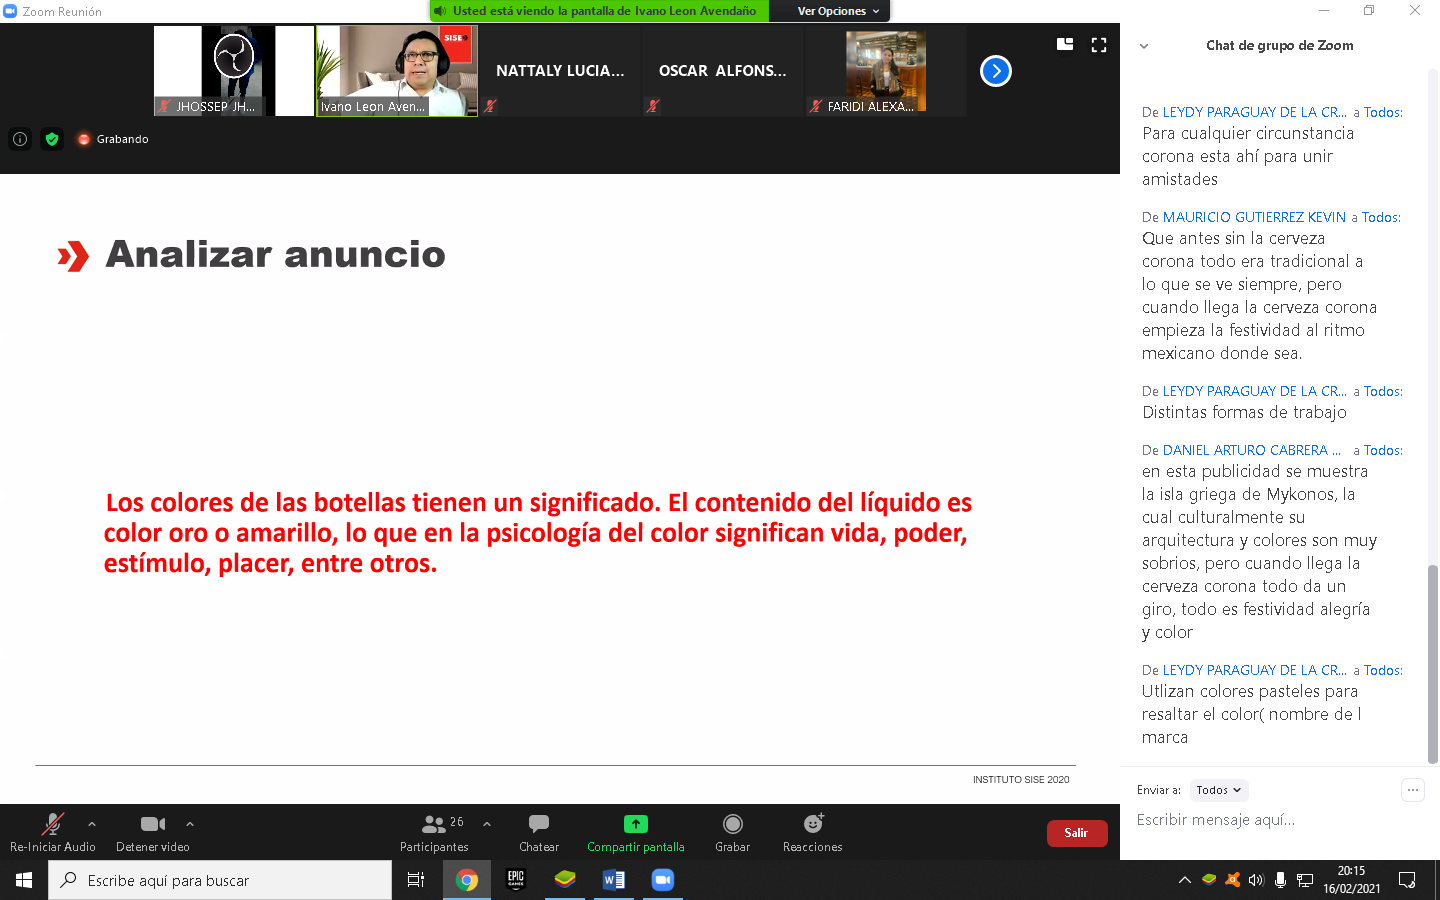 Zoom Reunión
Usted está viendo la pantalla de Ivano Leon Avendaño
Ver Opciones
JHOSSEP JH...
SISE
Ivano Leon Aven...
NATTALY LUCIA...
OSCAR ALFONS...
FARIDI ALEXA...
Grabando
Analizar anuncio
Los colores de las botellas tienen un significado. El contenido del líquido es
color oro o amarillo, lo que en la psicología del color significan vida, poder,
estímulo, placer, entre otros.
INSTITUTO SISE 2020
Chat de grupo de Zoom
De LEYDY PARAGUAY DE LA CR... a Todos:
Para cualquier circunstancia
corona esta ahí para unir
amistades
De MAURICIO GUTIERREZ KEVIN a Todos:
Que antes sin la cerveza
corona todo era tradicional a
lo que se ve siempre, pero
cuando llega la cerveza corona
empieza la festividad al ritmo
mexicano donde sea.
De LEYDY PARAGUAY DE LA CR... a Todos:
Distintas formas de trabajo
De DANIEL ARTURO CABRERA ... a Todos:
en esta publicidad se muestra
la isla griega de Mykonos, la
cual culturalmente su
arquitectura y colores son muy
sobrios, pero cuando llega la
cerveza corona todo da un
giro, todo es festividad alegría
y color
De LEYDY PARAGUAY DE LA CR... a Todos:
Utlizan colores pasteles para
resaltar el color( nombre de l
marca
Enviar a: Todos
Escribir mensaje aquí...
Re-Iniciar Audio
Detener video
Participantes
26
Chatear
Compartir pantalla
Grabar
Reacciones
Salir
Escribe aquí para buscar
EPIC
GAMES
20:15
16/02/2021